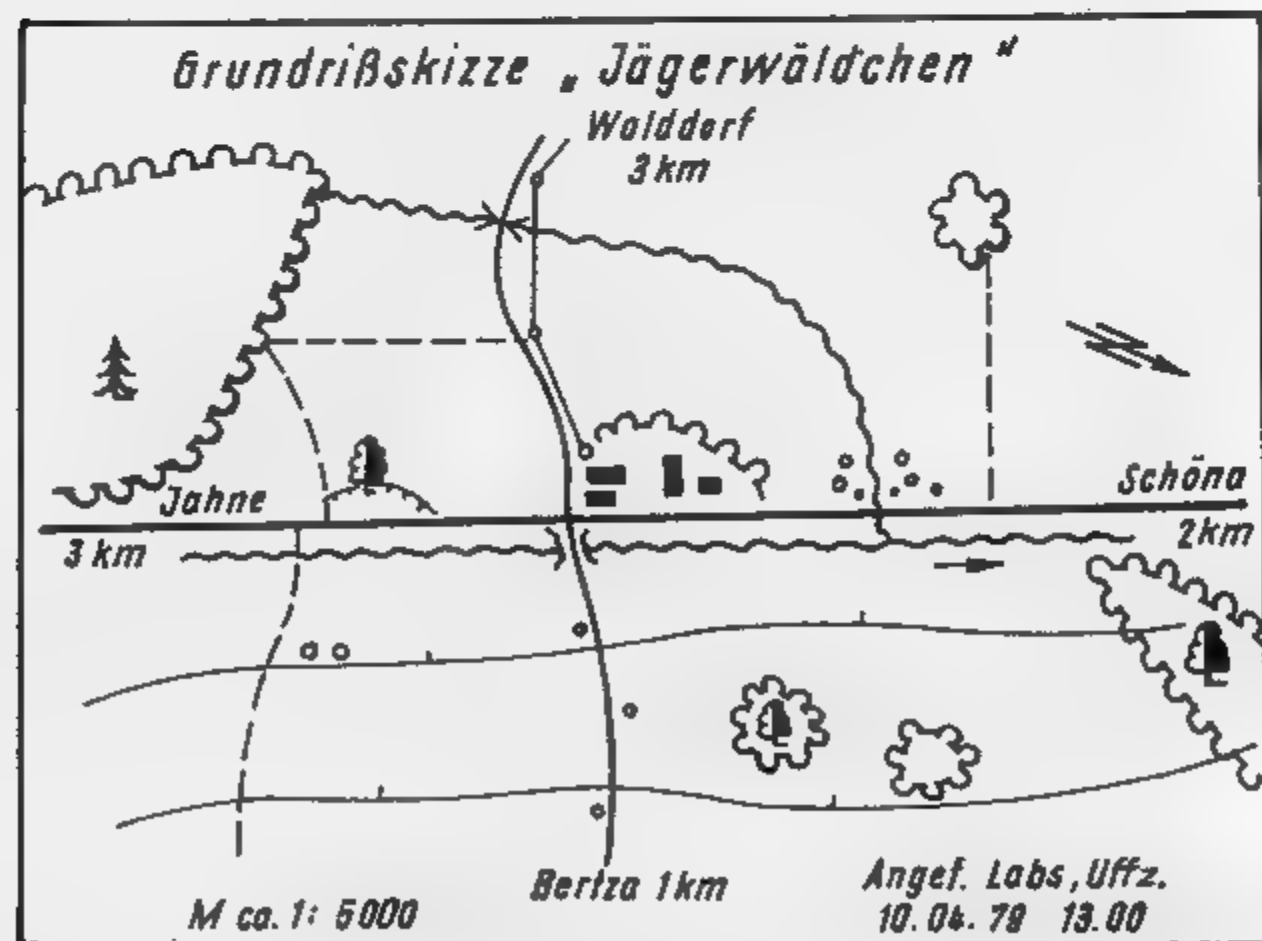 Grundrißskizze „Jägerwäldchen"
Walddorf
3 km
Jahne
3 km
Schöna
2 km
Bertza 1 km
M ca. 1: 5000
Angef. Labs, Uffz.
10.04.79 13.00